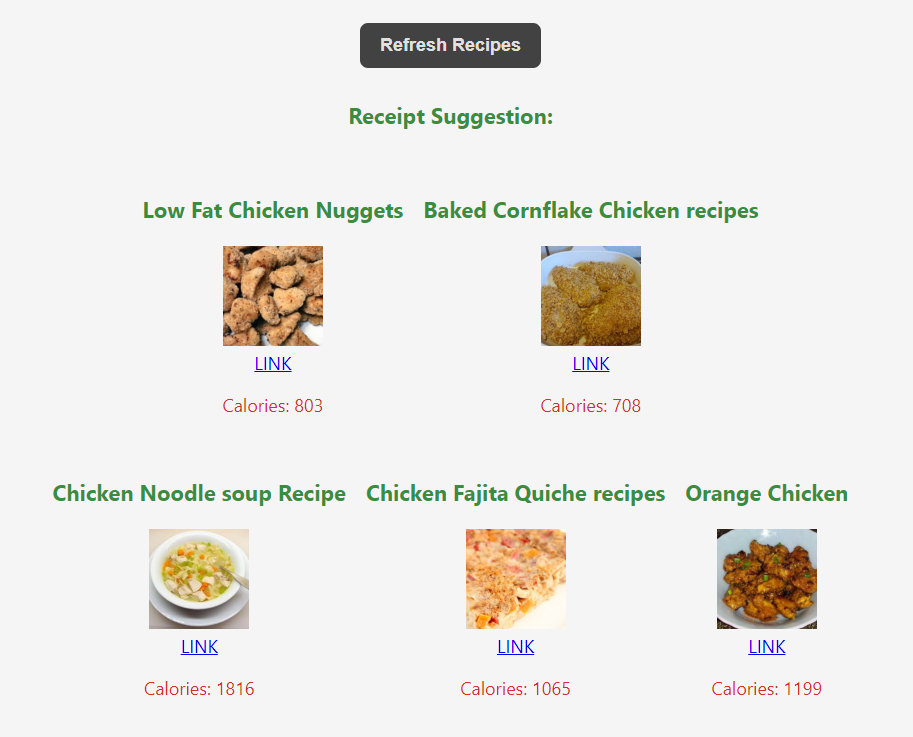 Refresh Recipes
Receipt Suggestion:
Low Fat Chicken Nuggets
Baked Cornflake Chicken recipes
LINK
LINK
Calories: 803
Calories: 708
Chicken Noodle soup Recipe
Chicken Fajita Quiche recipes
Orange Chicken
LINK
LINK
LINK
Calories: 1816
Calories: 1065
Calories: 1199